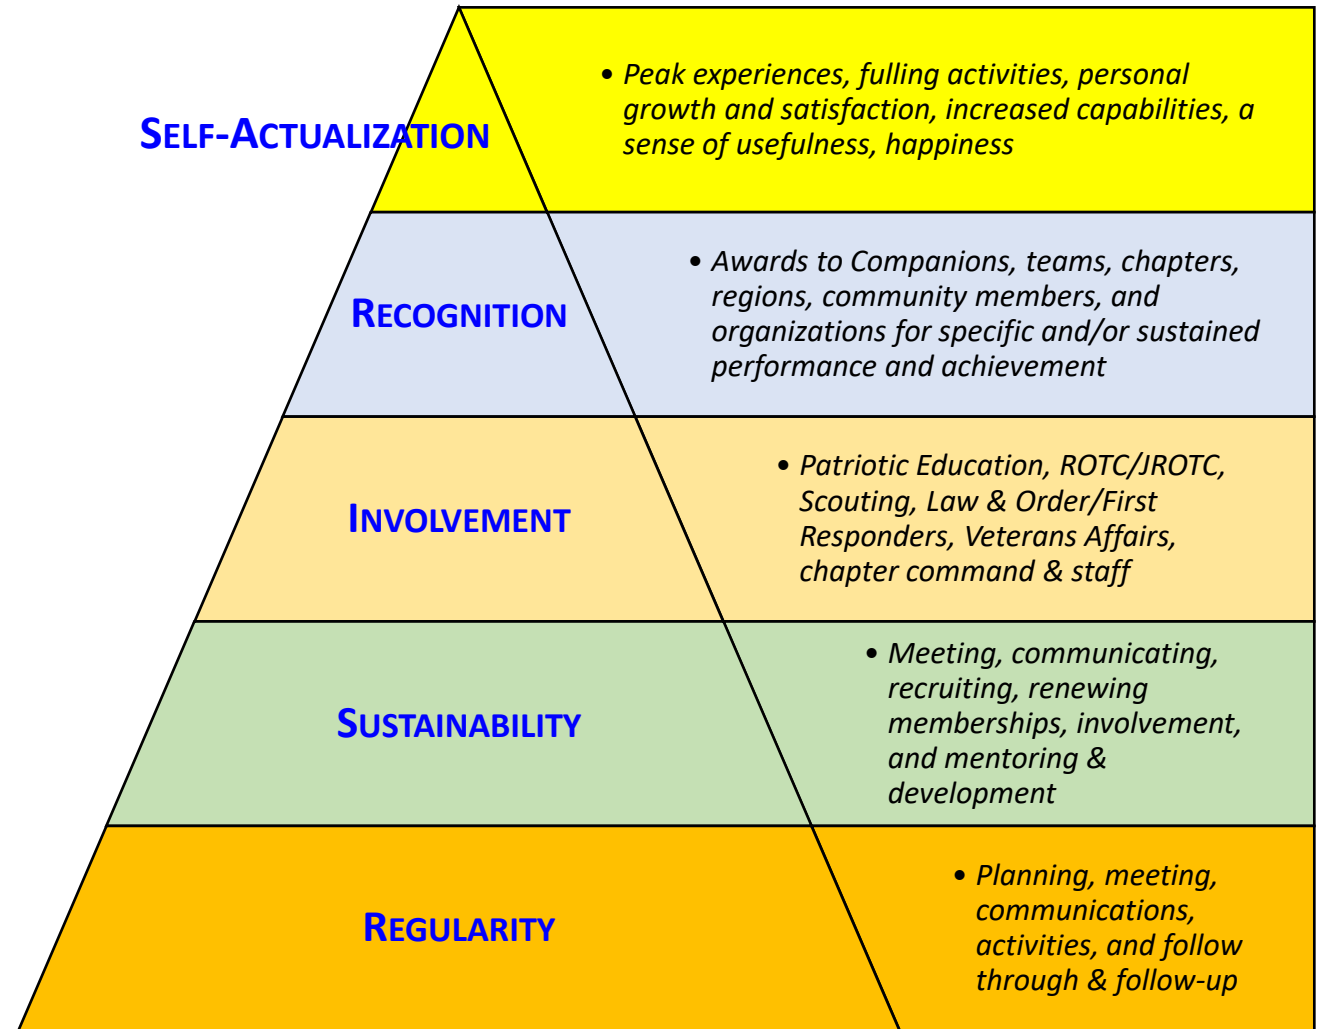 SELF-ACTUALIZATION
• Peak experiences, fulling activities, personal
growth and satisfaction, increased capabilities, a
sense of usefulness, happiness
RECOGNITION
• Awards to Companions, teams, chapters,
regions, community members, and
organizations for specific and/or sustained
performance and achievement
INVOLVEMENT
• Patriotic Education, ROTC/JROTC,
Scouting, Law & Order/First
Responders, Veterans Affairs,
chapter command & staff
SUSTAINABILITY
• Meeting, communicating,
recruiting, renewing
memberships, involvement,
and mentoring &
development
REGULARITY
• Planning, meeting,
communications,
activities, and follow
through & follow-up